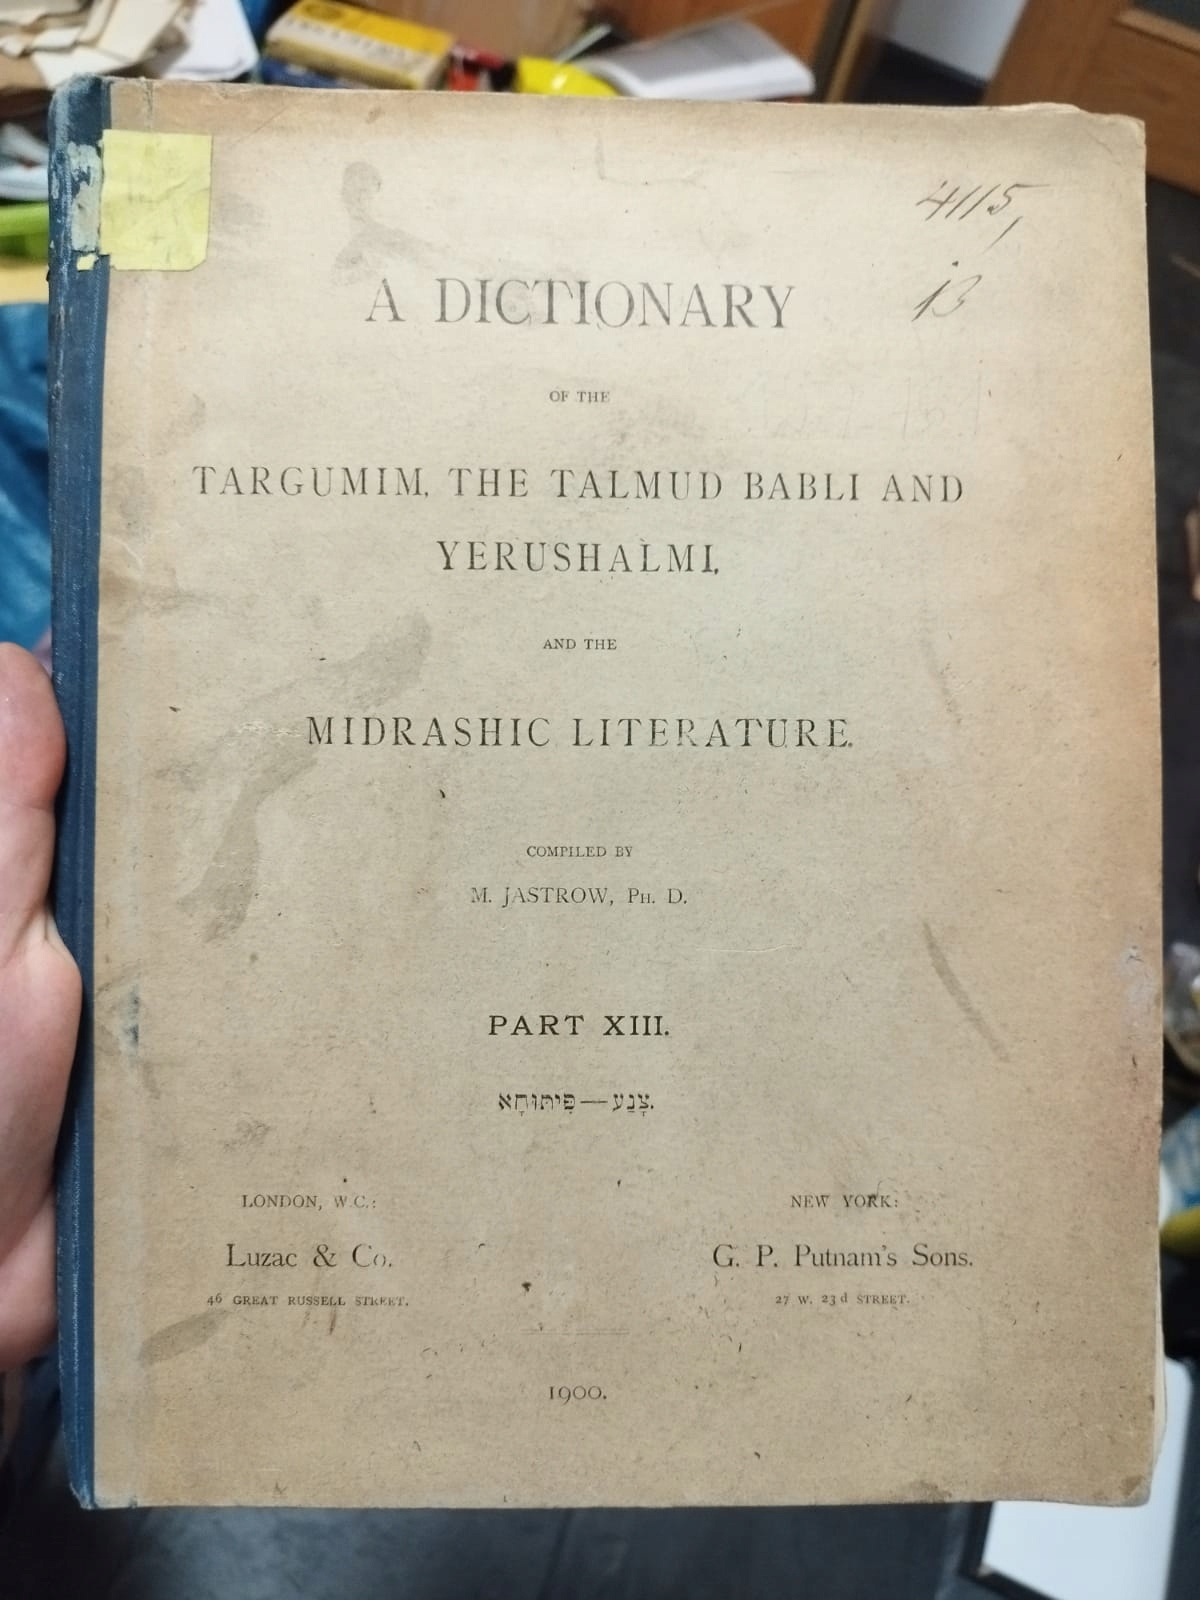 4115,
13
A DICTIONARY
OF THE
TARGUMIM, THE TALMUD BABLI AND
YERUSHALMI,
AND THE
MIDRASHIC LITERATURE.
COMPILED BY
M. JASTROW, PH. D.
PART XIII.
פִּיתּוּחָא—צָנַע.
LONDON, W.C.:
Luzac & Co.
46 GREAT RUSSELL STREET.
NEW YORK:
G. P. Putnam's Sons.
27 W. 23d STREET.
1900.